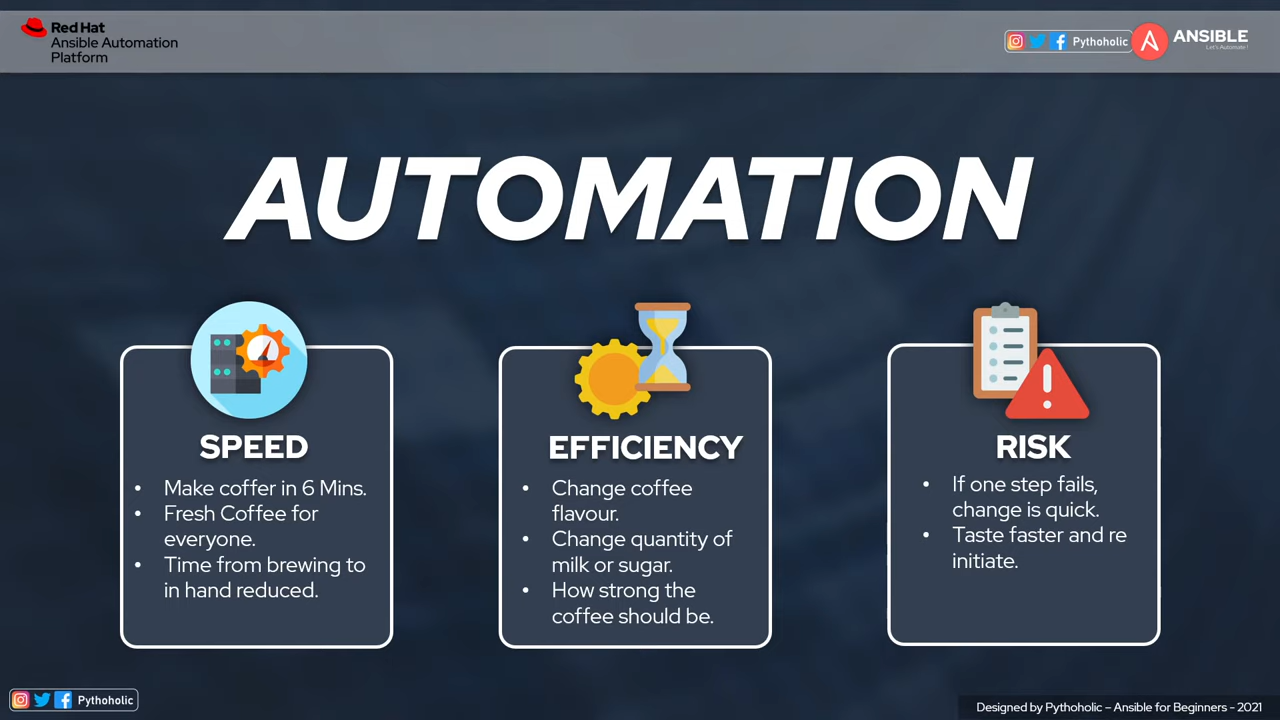 Red Hat
Ansible Automation
Platform
Pythoholic
ANSIBLE
Let's Automate !
AUTOMATION
SPEED
• Make coffer in 6 Mins.
• Fresh Coffee for
everyone.
• Time from brewing to
in hand reduced.
EFFICIENCY
• Change coffee
flavour.
• Change quantity of
milk or sugar.
• How strong the
coffee should be.
RISK
• If one step fails,
change is quick.
• Taste faster and re
initiate.
Pythoholic
Designed by Pythoholic – Ansible for Beginners - 2021